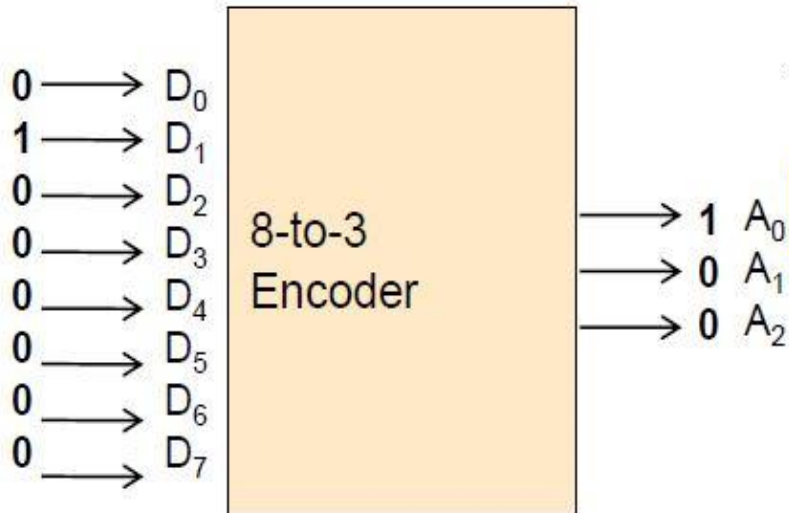 0 D₀
1 D₁
0 D₂
0 D₃
0 D₄
0 D₅
0 D₆
0 D₇
8-to-3
Encoder
1 A₀
0 A₁
0 A₂